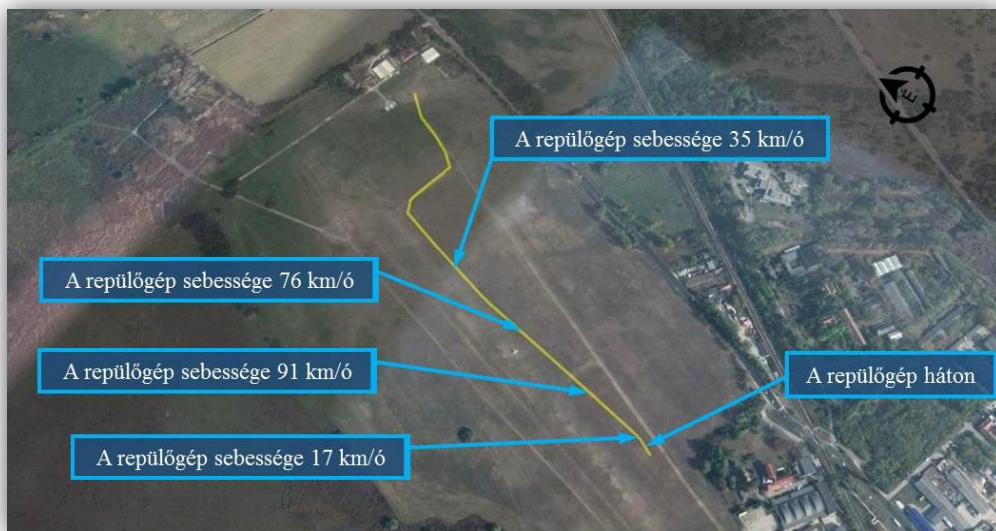 A repülőgép sebessége 35 km/ó
A repülőgép sebessége 76 km/ó
A repülőgép sebessége 91 km/ó
A repülőgép háton
A repülőgép sebessége 17 km/ó
É